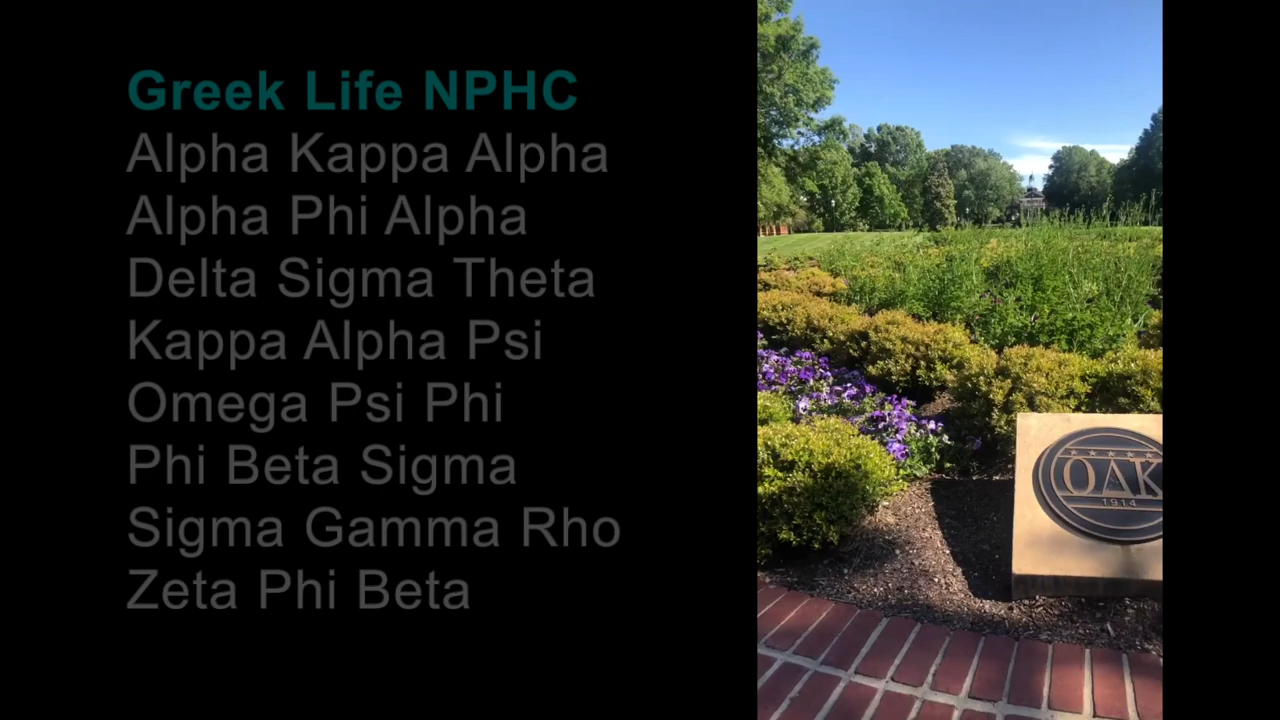 Greek Life NPHC
Alpha Kappa Alpha
Alpha Phi Alpha
Delta Sigma Theta
Kappa Alpha Psi
Omega Psi Phi
Phi Beta Sigma
Sigma Gamma Rho
Zeta Phi Beta
ΟΔΚ
1914